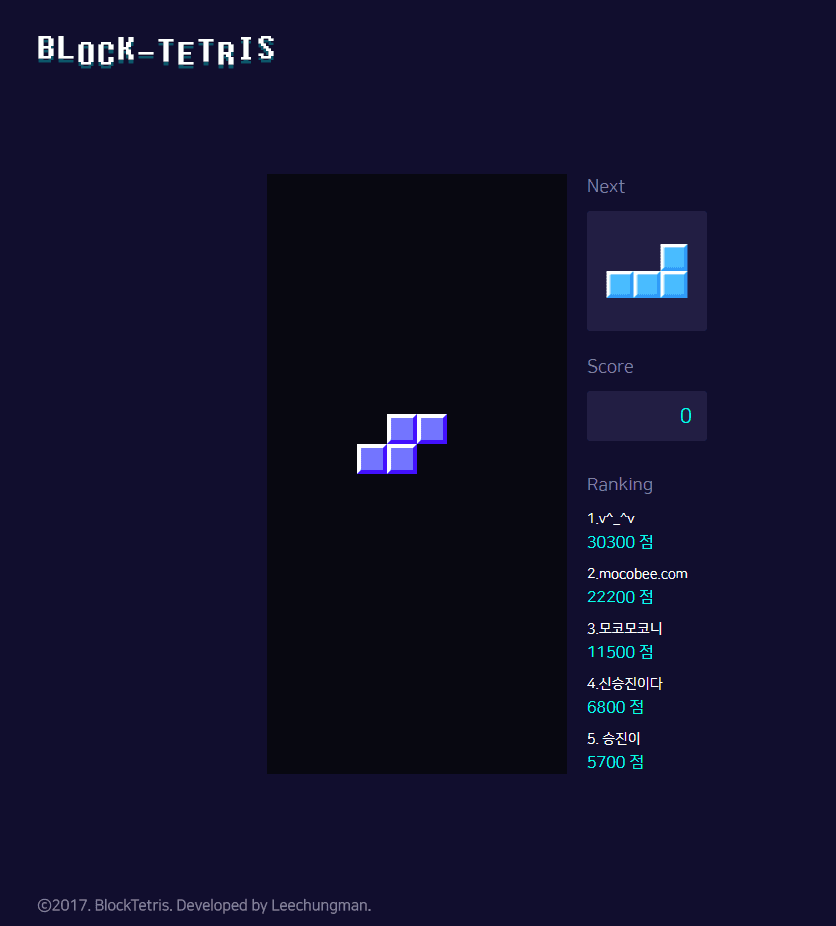 BLOCK-TETRIS
Next
Score
0
Ranking
1.v^_^v
30300 점
2.mocobee.com
22200 점
3.모코모코니
11500 점
4.신승진이다
6800 점
5. 승진이
5700 점
©2017. BlockTetris. Developed by Leechungman.